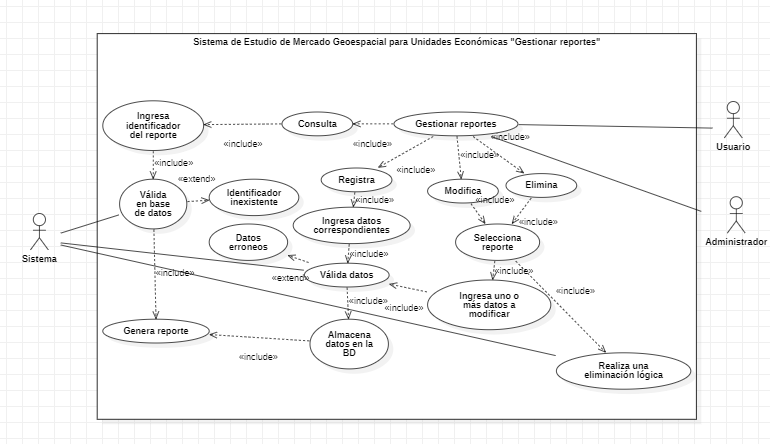 Sistema de Estudio de Mercado Geoespacial para Unidades Económicas "Gestionar reportes"
Ingresa
identificador
del reporte
«include»
Consulta
«include»
Gestionar reportes
«include»
Usuario
«include»
«extend»
«include»
Registra
«include»
Modifica
«include»
Elimina
Válida
en base
de datos
Identificador
inexistente
«include»
Ingresa datos
correspondientes
«include»
Administrador
Sistema
Datos
erroneos
«include»
Selecciona
reporte
«include»
«extend»
Válida datos
«include»
Ingresa uno o
más datos a
modificar
«include»
«include»
«include»
Genera reporte
«include»
Almacena
datos en la
BD
Realiza una
eliminación lógica